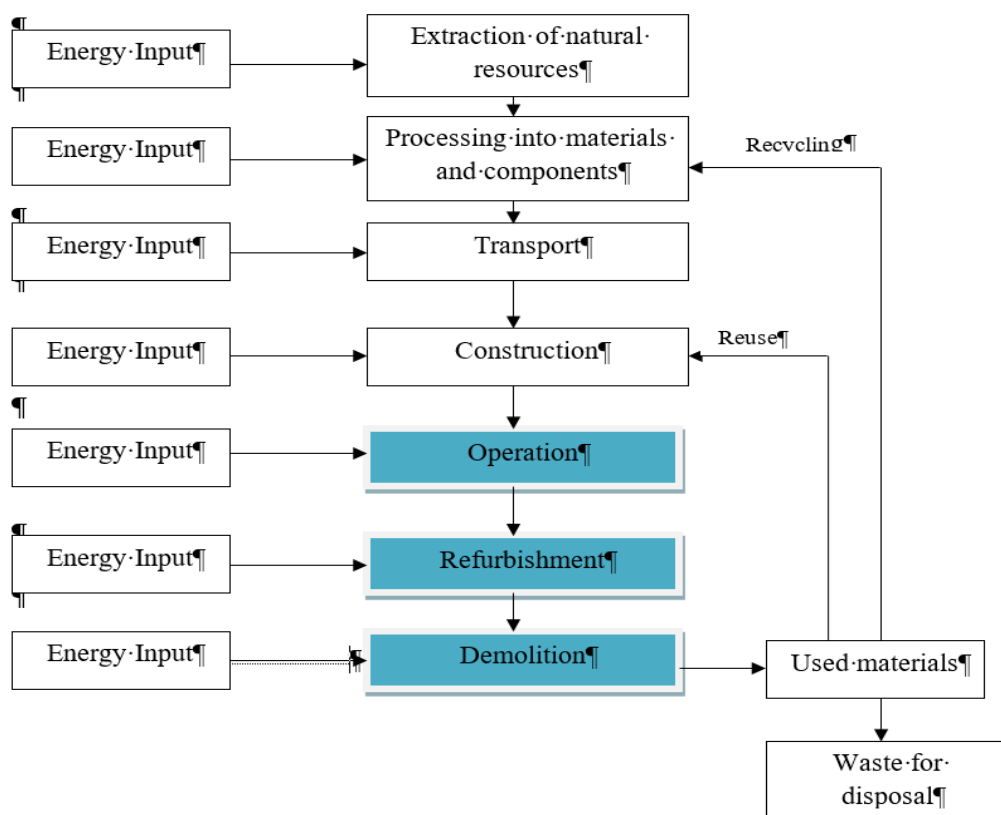 ¶
Energy·Input¶
¶
Extraction·of·natural·
resources¶
Energy·Input¶
Processing·into·materials·
and·components¶
Recycling¶
¶
Energy·Input¶
¶
Transport¶
Energy·Input¶
Construction¶
Reuse¶
¶
Energy·Input¶
Operation¶
¶
Energy·Input¶
¶
Refurbishment¶
Energy·Input¶
¶
Demolition¶
Used·materials¶
Waste·for·
disposal¶